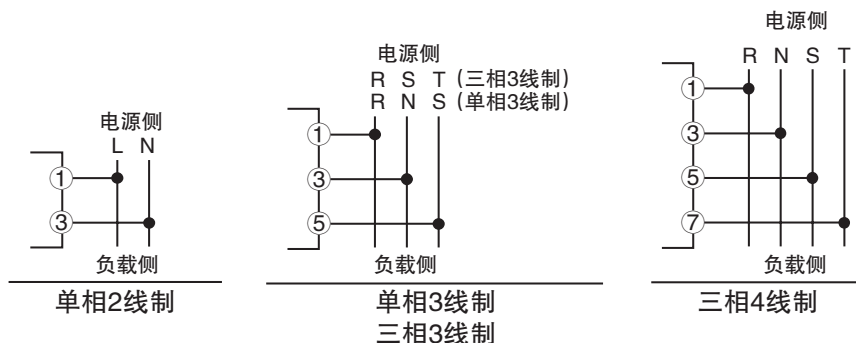 电源侧
L N
①
③
负载侧
单相2线制
电源侧
R S T (三相3线制)
R N S (单相3线制)
①
③
⑤
负载侧
单相3线制
三相3线制
电源侧
R N S T
①
③
⑤
⑦
负载侧
三相4线制